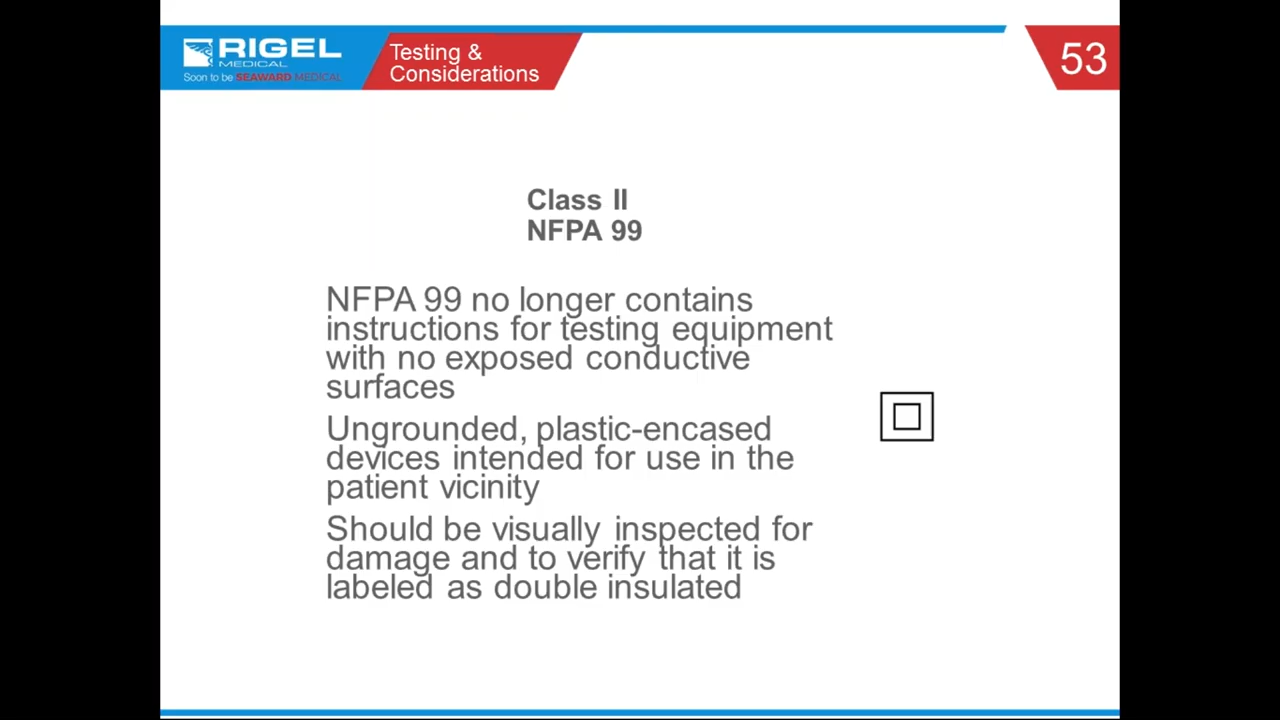 RIGEL
MEDICAL
Soon to be SEAWARD MEDICAL
Testing &
Considerations
53
Class II
NFPA 99
NFPA 99 no longer contains
instructions for testing equipment
with no exposed conductive
surfaces
Ungrounded, plastic-encased
devices intended for use in the
patient vicinity
Should be visually inspected for
damage and to verify that it is
labeled as double insulated